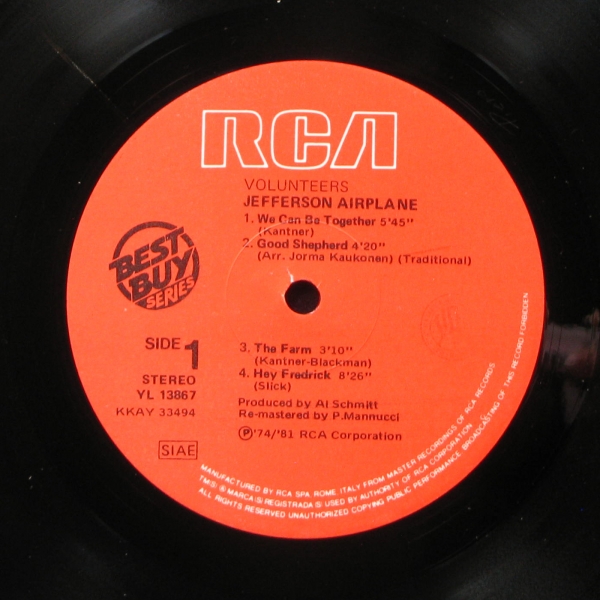 RCA
VOLUNTEERS
JEFFERSON AIRPLANE
1. We Can Be Together 5'45"
(Kantner)
2. Good Shepherd 4'20"
(Arr. Jorma Kaukonen) (Traditional)
BEST
BUY
SERIES
SIDE 1
STEREO
YL 13867
KKAY 33494
SIAE
3. The Farm 3'10"
(Kantner-Blackman)
4. Hey Fredrick 8'26"
(Slick)
Produced by Al Schmitt
Re-mastered by P.Mannucci
Ⓟ'74/'81 RCA Corporation
MANUFACTURED BY RCA SPA. ROME, ITALY, FROM MASTER RECORDINGS OF RCA RECORDS
TM(S) ® MARCA(S) REGISTRADA(S) USED BY AUTHORITY OF RCA CORPORATION
ALL RIGHTS RESERVED UNAUTHORIZED COPYING PUBLIC PERFORMANCE BROADCASTING OF THIS RECORD FORBIDDEN